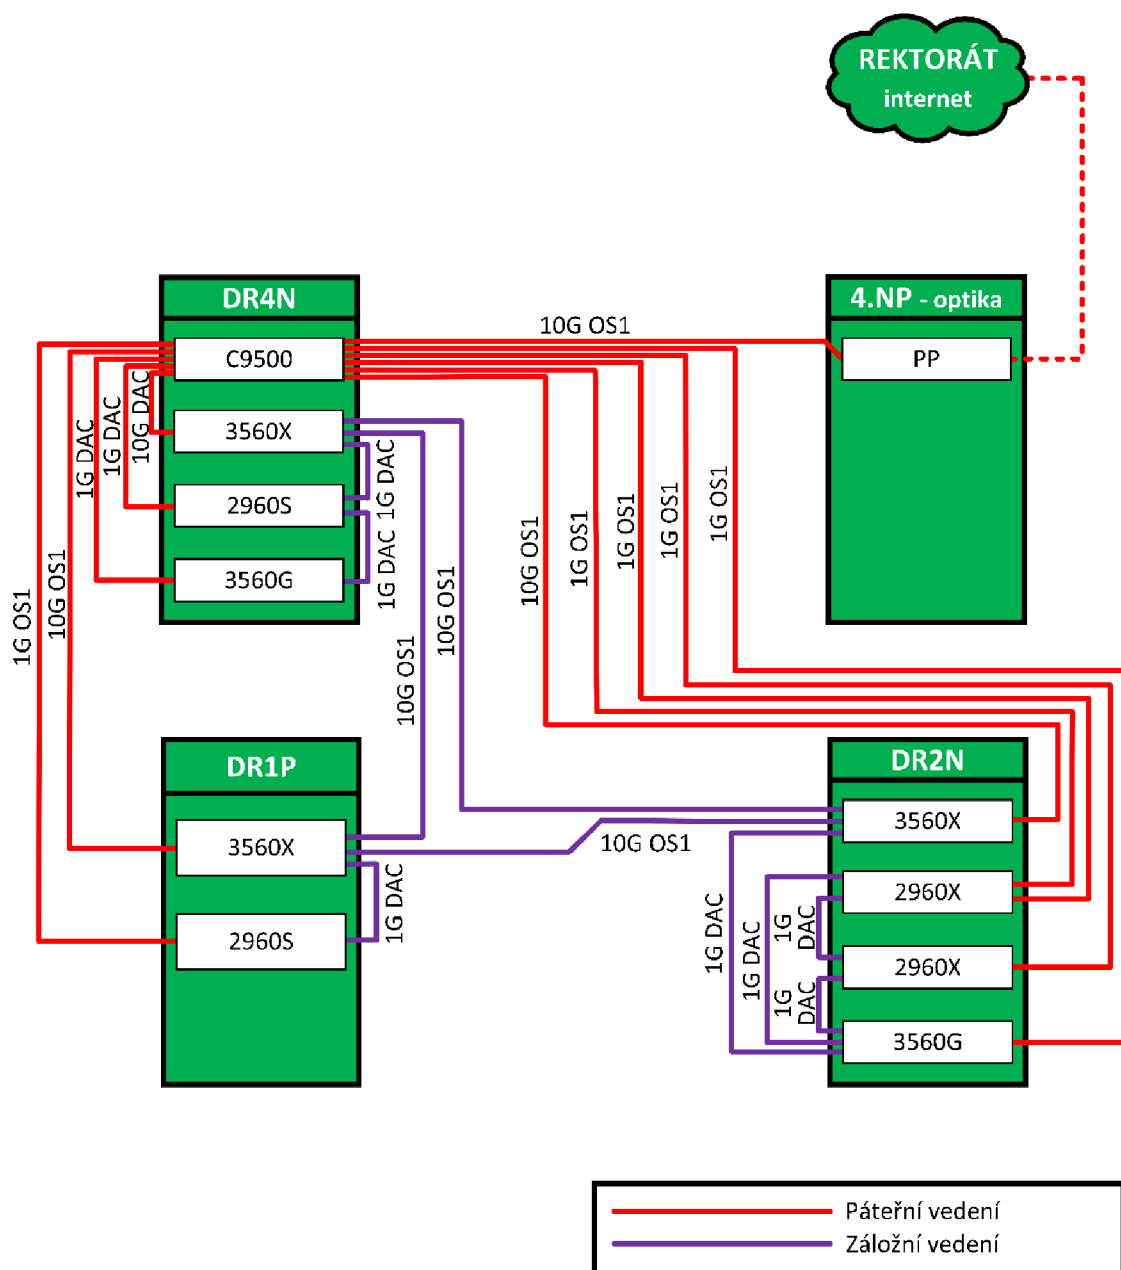 REKTORÁT
internet
DR4N
C9500
3560X
2960S
3560G
4.NP - optika
PP
10G OS1
1G OS1
10G OS1
1G DAC
1G DAC
10G DAC
1G DAC
1G DAC
10G OS1
10G OS1
10G OS1
1G OS1
1G OS1
1G OS1
1G OS1
DR1P
3560X
2960S
1G DAC
10G OS1
DR2N
3560X
2960X
2960X
3560G
1G DAC
1G DAC
1G
DAC
1G
DAC
Páteřní vedení
Záložní vedení